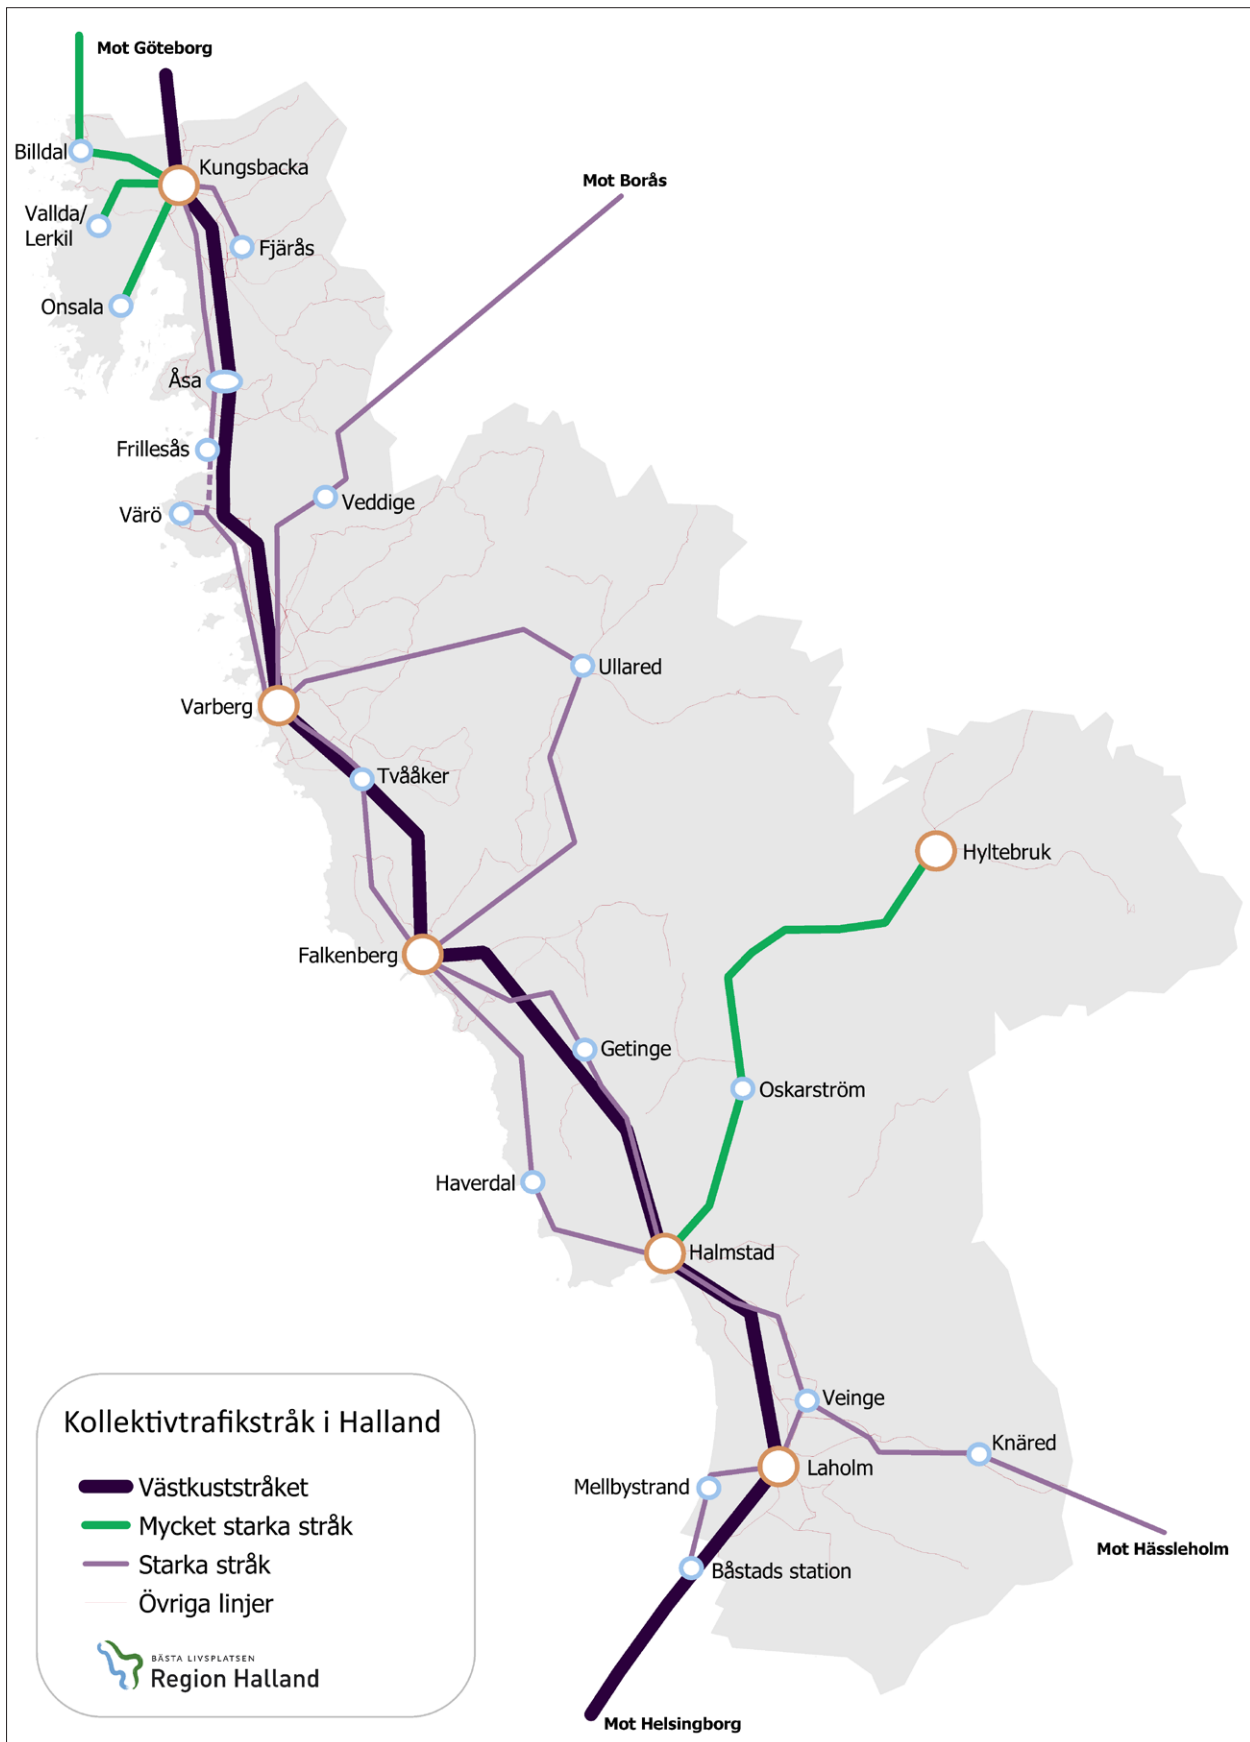 Mot Göteborg
Billdal
Kungsbacka
Mot Borås
Vallda/
Lerkil
Fjärås
Onsala
Åsa
Frillesås
Veddige
Värö
Ullared
Varberg
Tvååker
Hyltebruk
Falkenberg
Getinge
Oskarström
Haverdal
Halmstad
Veinge
Knäred
Laholm
Mellbystrand
Mot Hässleholm
Båstads station
Mot Helsingborg
Kollektivtrafikstråk i Halland
Västkuststråket
Mycket starka stråk
Starka stråk
Övriga linjer
BÄSTA LIVSPLATSEN
Region Halland